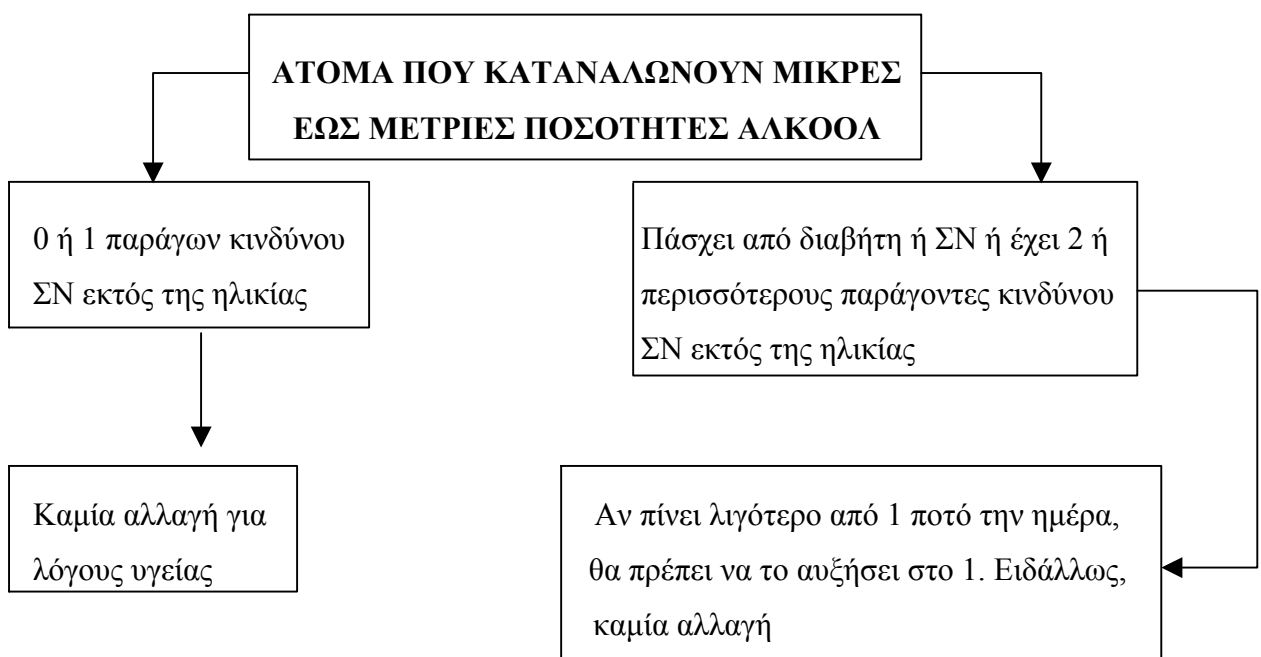 ΑΤΟΜΑ ΠΟΥ ΚΑΤΑΝΑΛΩΝΟΥΝ ΜΙΚΡΕΣ
ΕΩΣ ΜΕΤΡΙΕΣ ΠΟΣΟΤΗΤΕΣ ΑΛΚΟΟΛ
0 ή 1 παράγων κινδύνου
ΣΝ εκτός της ηλικίας
Πάσχει από διαβήτη ή ΣΝ ή έχει 2 ή
περισσότερους παράγοντες κινδύνου
ΣΝ εκτός της ηλικίας
Καμία αλλαγή για
λόγους υγείας
Αν πίνει λιγότερο από 1 ποτό την ημέρα,
θα πρέπει να το αυξήσει στο 1. Ειδάλλως,
καμία αλλαγή